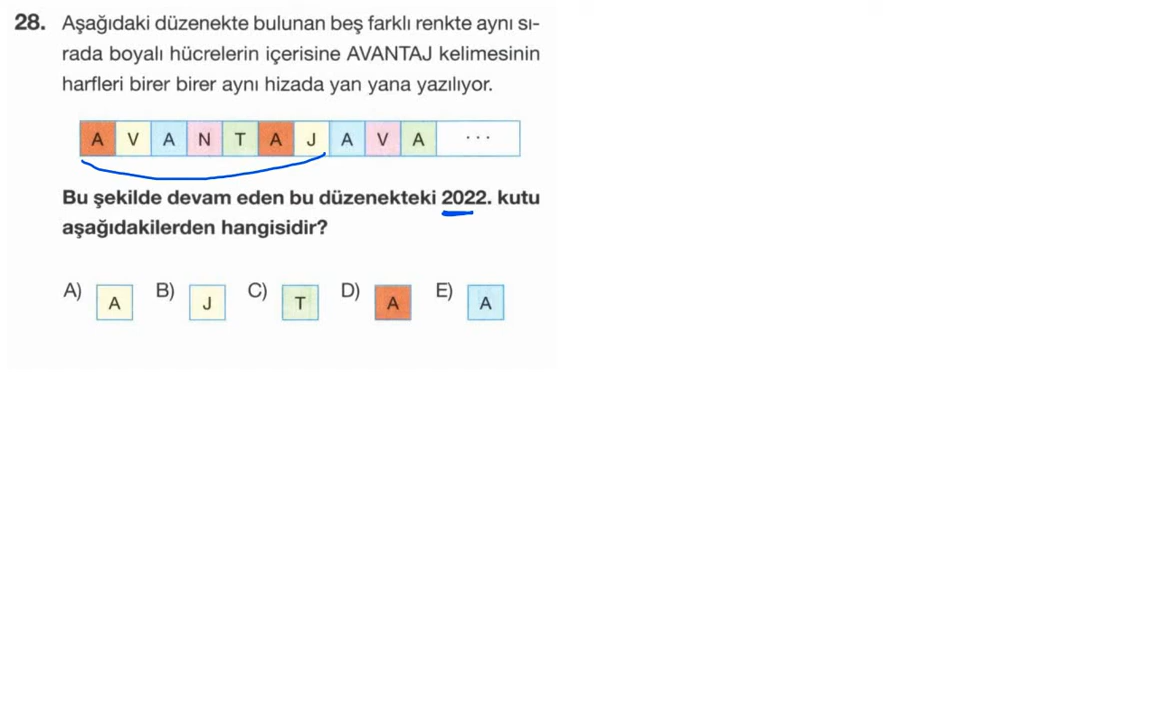 28. Aşağıdaki düzenekte bulunan beş farklı renkte aynı sı-
rada boyalı hücrelerin içerisine AVANTAJ kelimesinin
harfleri birer birer aynı hizada yan yana yazılıyor.
A V A N T A J A V A ...
Bu şekilde devam eden bu düzenekteki 2022. kutu
aşağıdakilerden hangisidir?
A) A B) J C) T D) A E) A